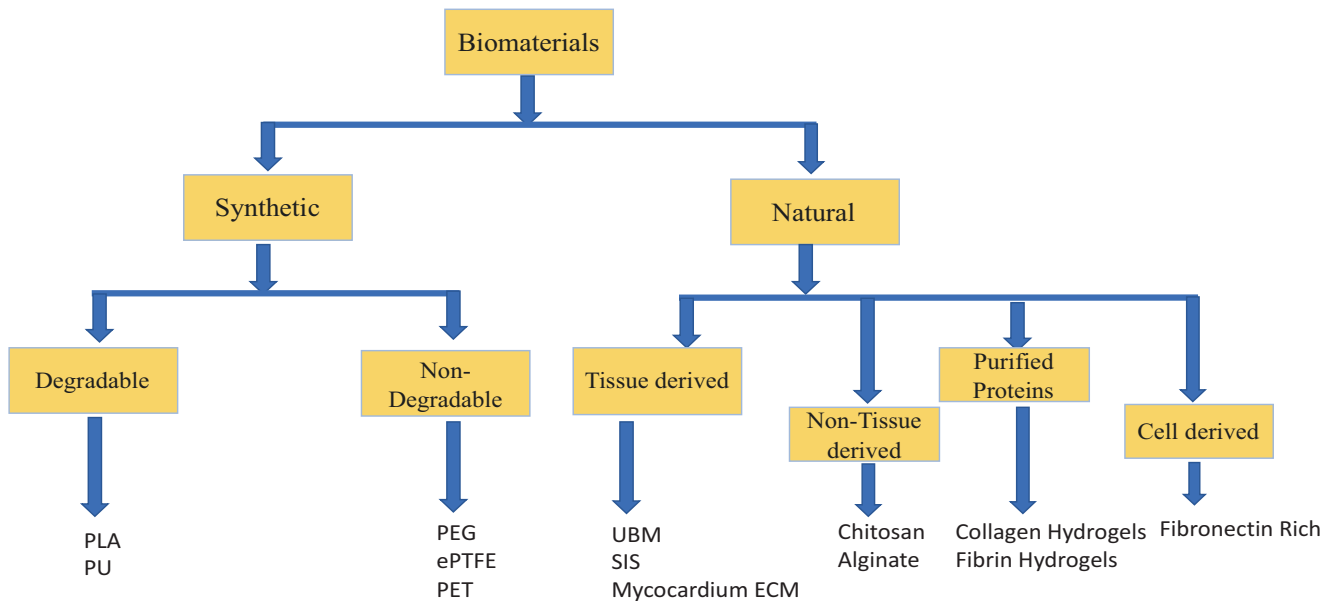 Biomaterials
Synthetic
Natural
Degradable
Non-
Degradable
Tissue derived
Non-Tissue
derived
Purified
Proteins
Cell derived
PLA
PU
PEG
ePTFE
PET
UBM
SIS
Mycocardium ECM
Chitosan
Alginate
Collagen Hydrogels
Fibrin Hydrogels
Fibronectin Rich